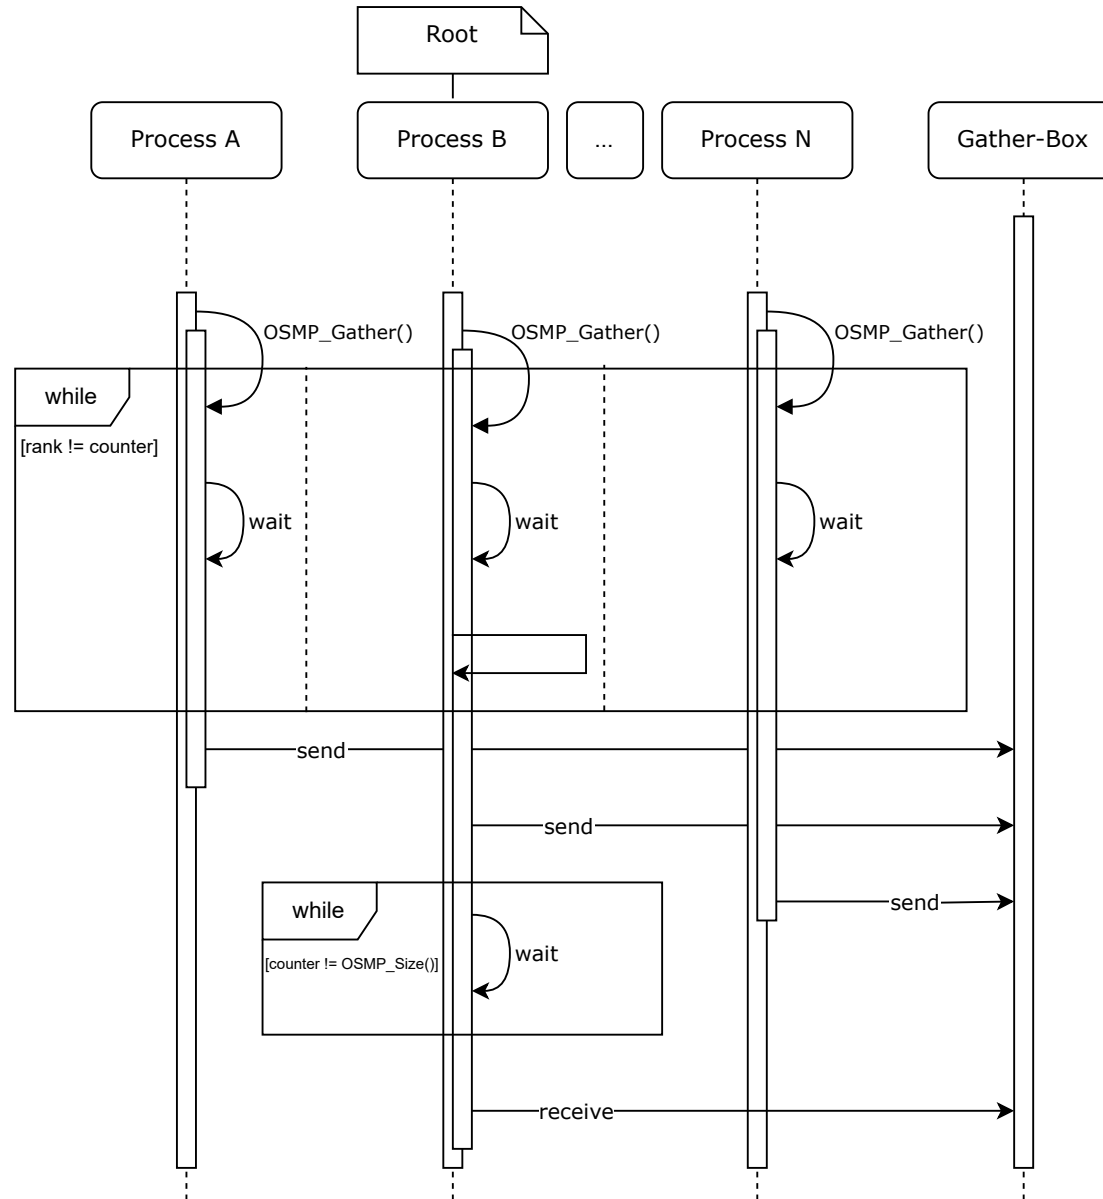 Root
Process A
Process B
...
Process N
Gather-Box
OSMP_Gather()
OSMP_Gather()
OSMP_Gather()
while
[rank != counter]
wait
wait
wait
send
send
send
while
[counter != OSMP_Size()]
wait
receive